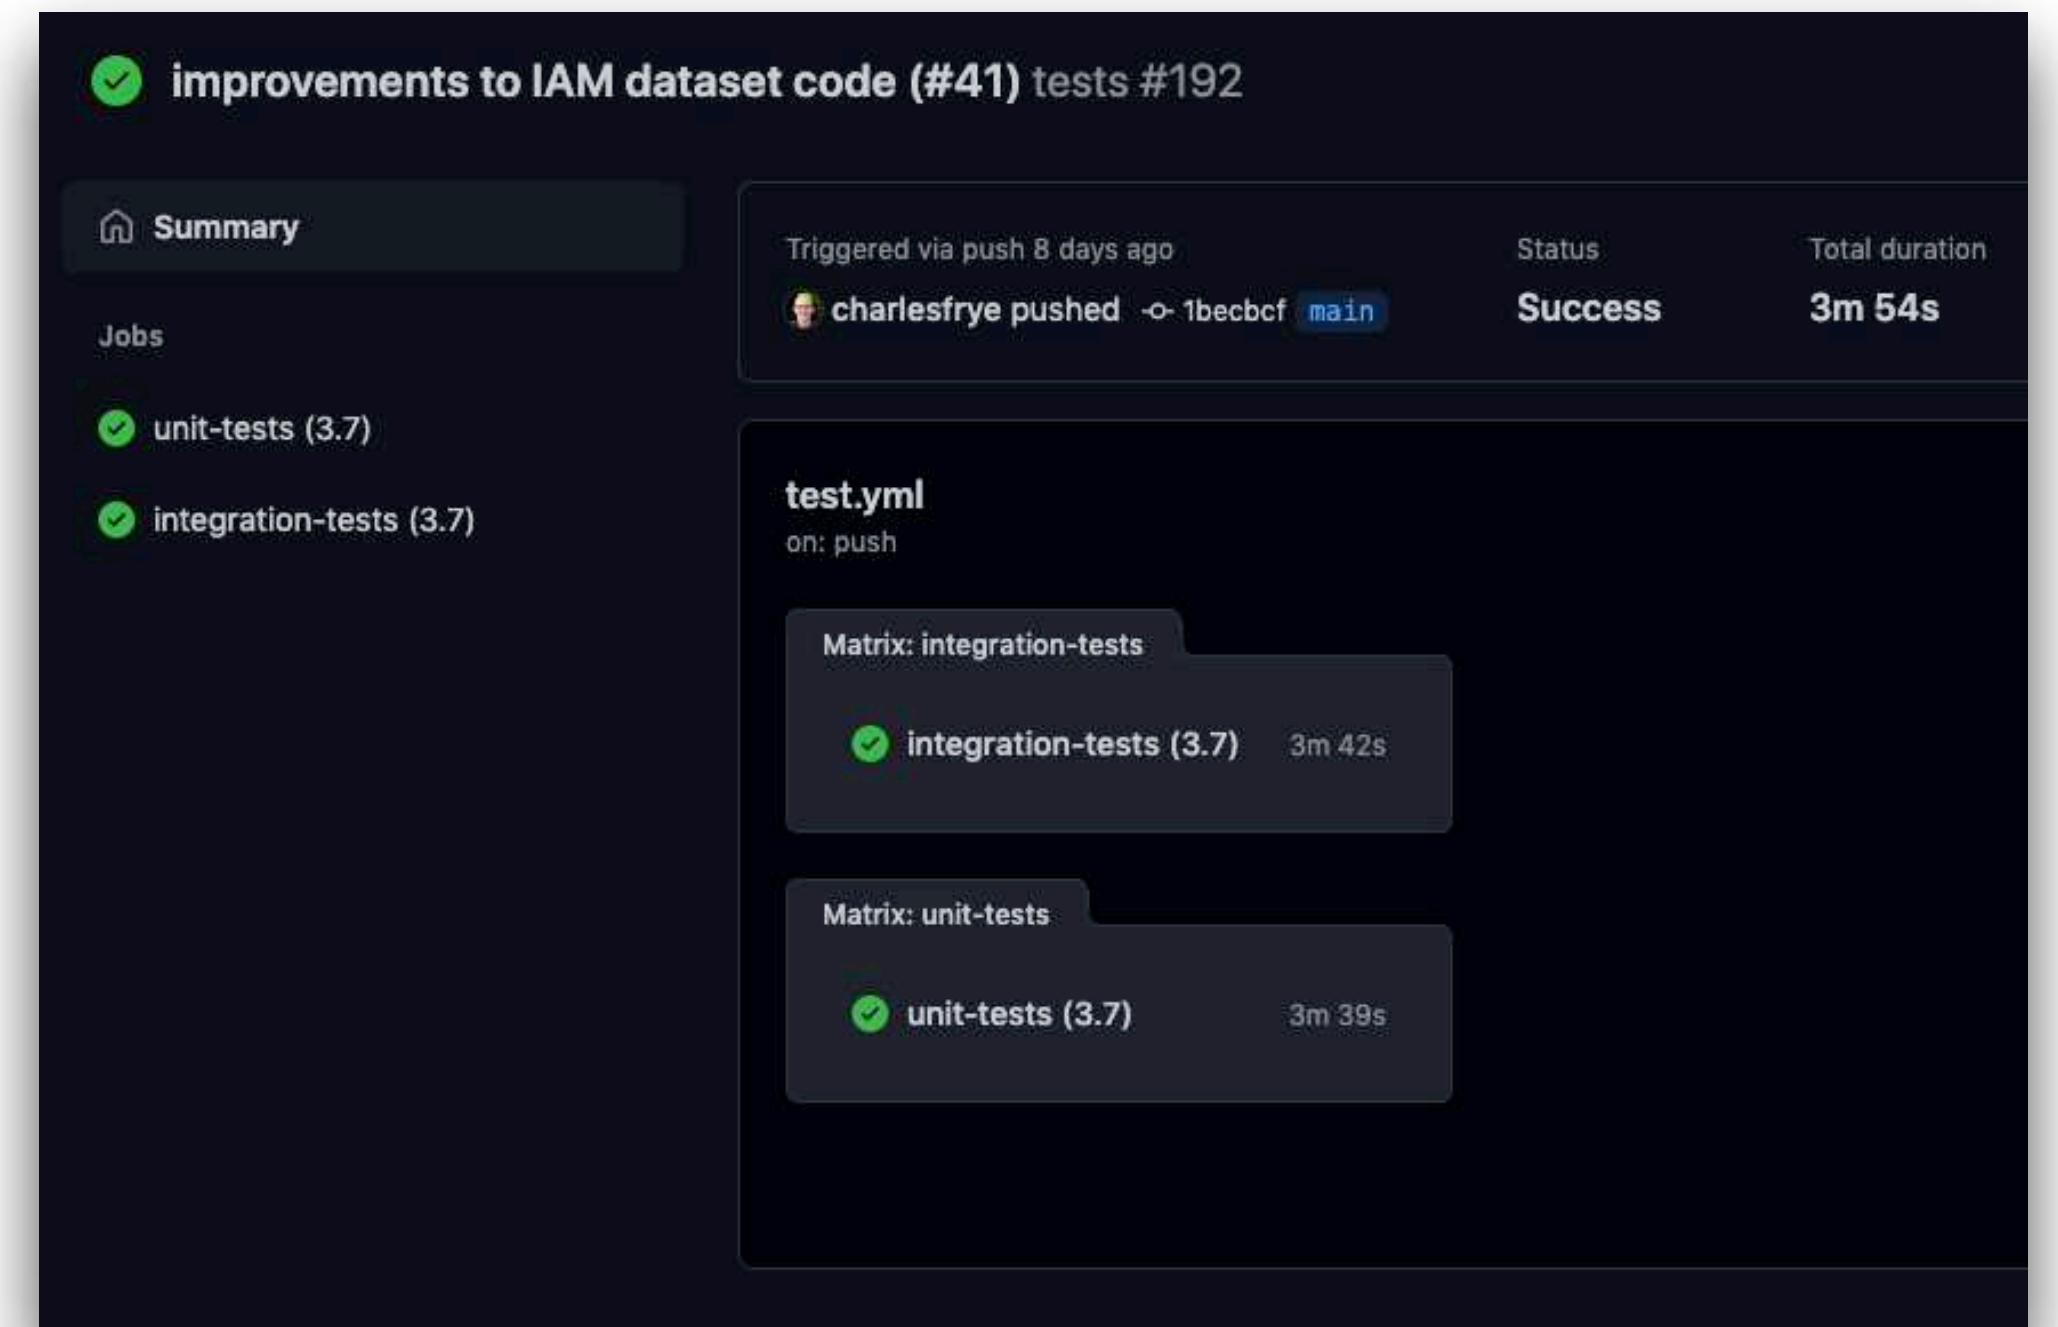 improvements to IAM dataset code (#41) tests #192
Summary
Jobs
unit-tests (3.7)
integration-tests (3.7)
Triggered via push 8 days ago
charlesfrye pushed 1becbcf main
Status
Success
Total duration
3m 54s
test.yml
on: push
Matrix: integration-tests
integration-tests (3.7) 3m 42s
Matrix: unit-tests
unit-tests (3.7) 3m 39s